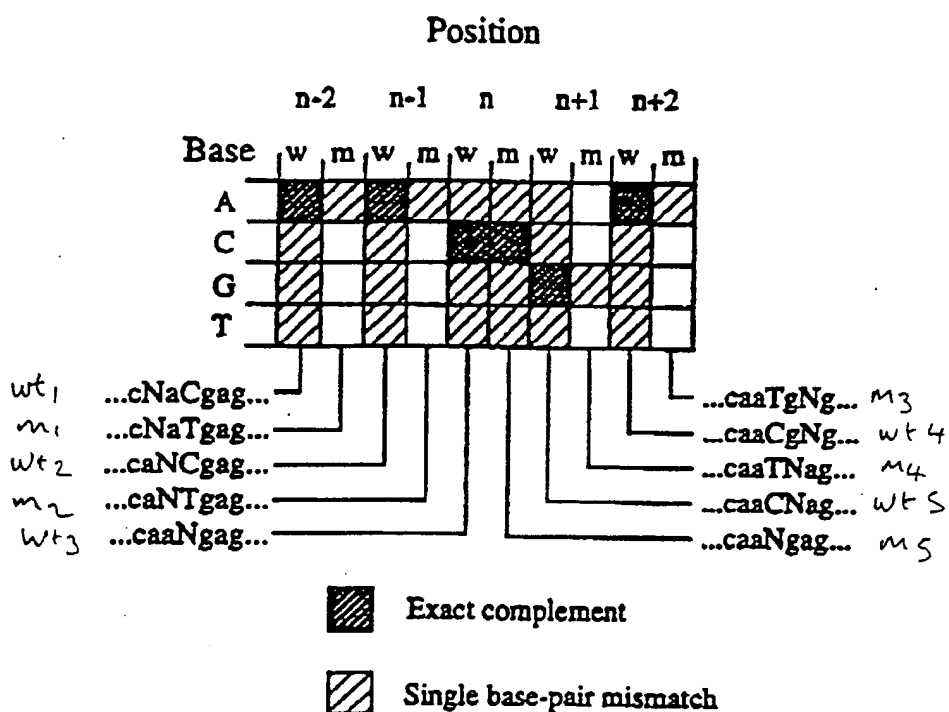 Position
n-2 n-1 n n+1 n+2
Base w m w m w m w m w m
A
C
G
T
wt1 ...cNaCgag...
m1 ...cNaTgag...
wt2 ...caNCgag...
m2 ...caNTgag...
wt3 ...caaNgag...
...caaTgNg... m3
...caaCgNg... wt4
...caaTNag... m4
...caaCNag... wt5
...caaNgag... m5
Exact complement
Single base-pair mismatch